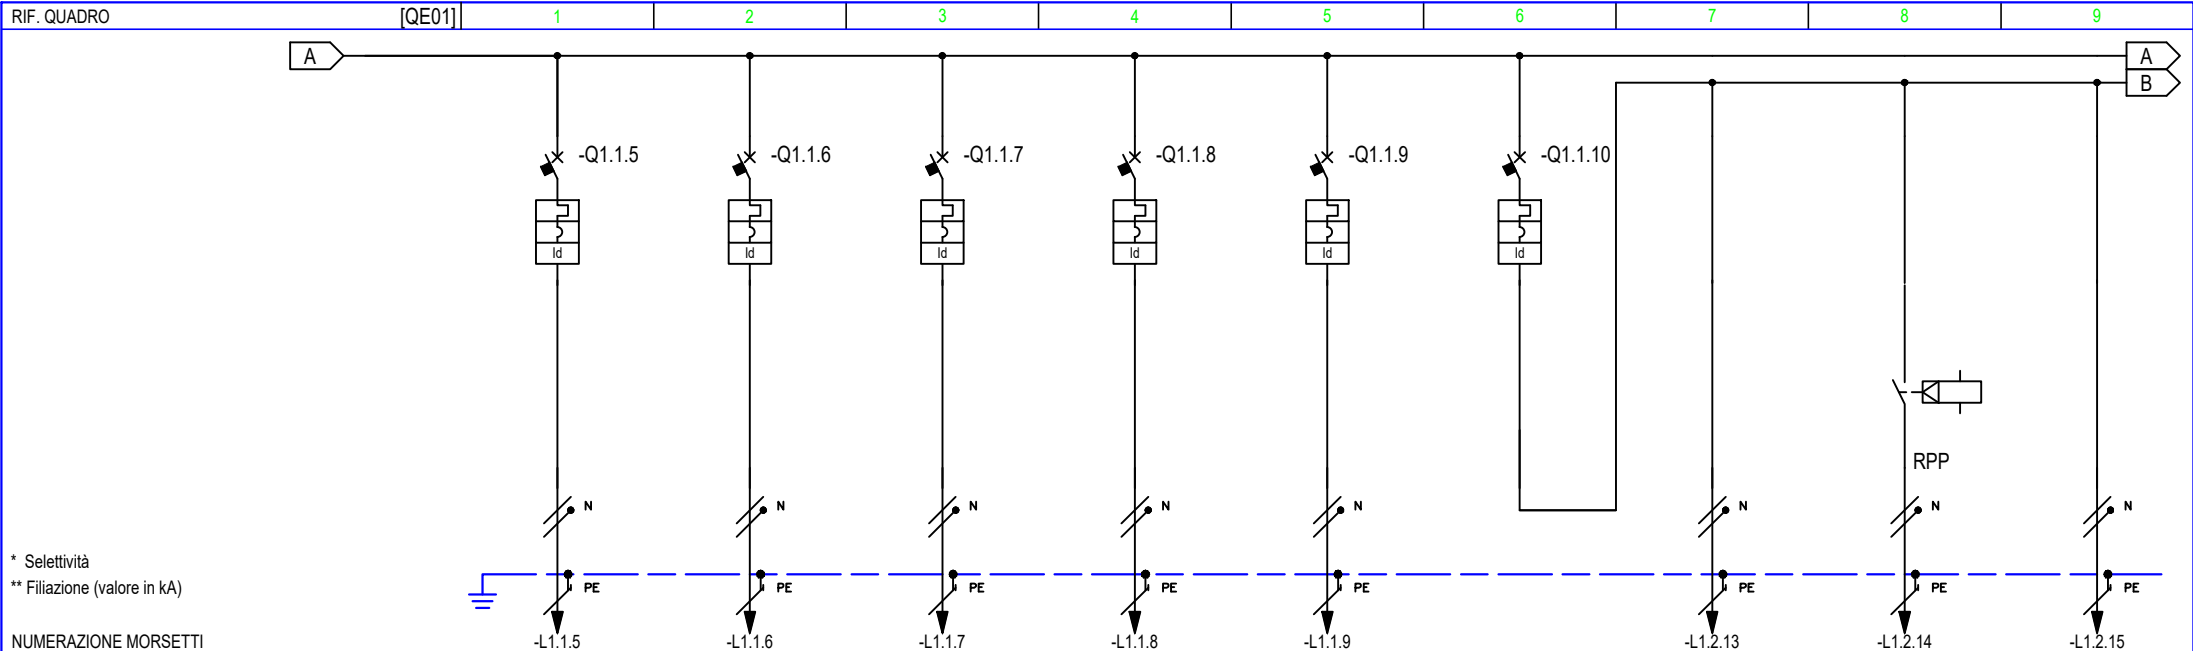 RIF. QUADRO [QE01] 1 2 3 4 5 6 7 8 9
A A
B
-Q1.1.5 -Q1.1.6 -Q1.1.7 -Q1.1.8 -Q1.1.9 -Q1.1.10
Id Id Id Id Id Id
RPP
N N N N N N N N
* Selettività
** Filiazione (valore in kA)
PE PE PE PE PE PE PE PE
NUMERAZIONE MORSETTI -L1.1.5 -L1.1.6 -L1.1.7 -L1.1.8 -L1.1.9 -L1.2.13 -L1.2.14 -L1.2.15